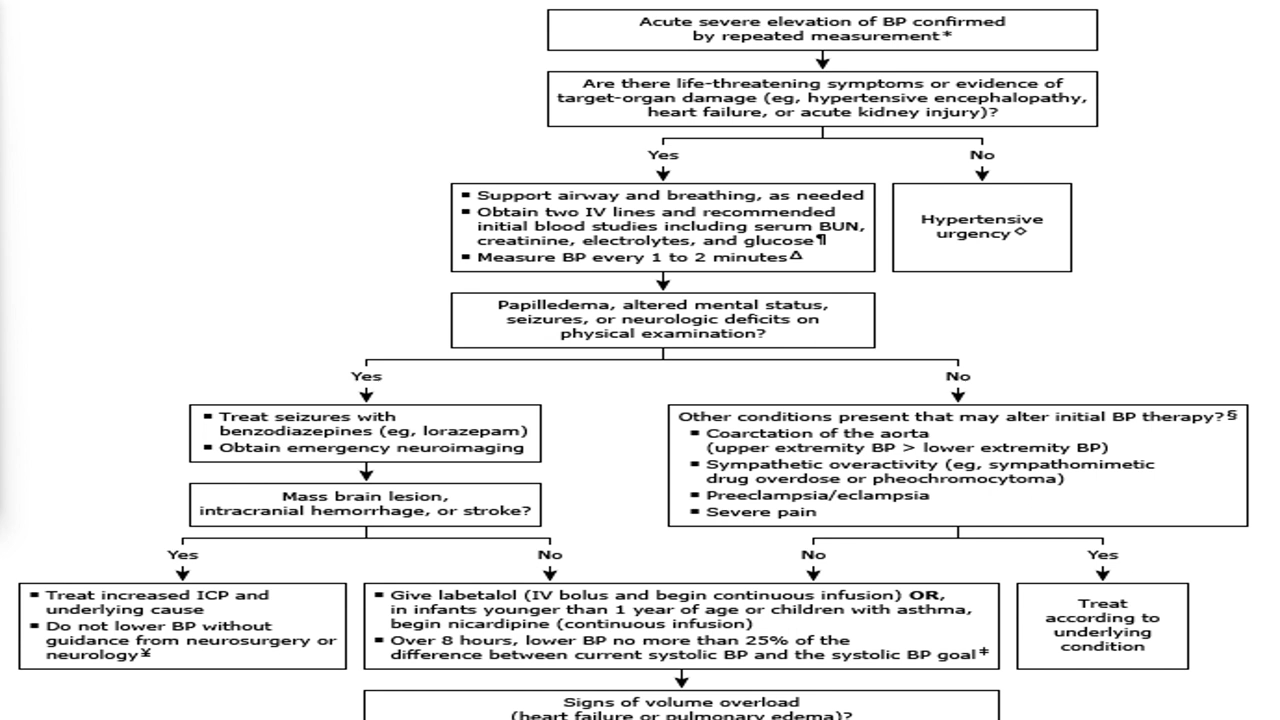 Acute severe elevation of BP confirmed
by repeated measurement*
Are there life-threatening symptoms or evidence of
target-organ damage (eg, hypertensive encephalopathy,
heart failure, or acute kidney injury)?
Yes
No
▪ Support airway and breathing, as needed
▪ Obtain two IV lines and recommended
initial blood studies including serum BUN,
creatinine, electrolytes, and glucose¶
▪ Measure BP every 1 to 2 minutesΔ
Hypertensive
urgency◇
Papilledema, altered mental status,
seizures, or neurologic deficits on
physical examination?
Yes
No
▪ Treat seizures with
benzodiazepines (eg, lorazepam)
▪ Obtain emergency neuroimaging
Other conditions present that may alter initial BP therapy?§
▪ Coarctation of the aorta
(upper extremity BP > lower extremity BP)
▪ Sympathetic overactivity (eg, sympathomimetic
drug overdose or pheochromocytoma)
▪ Preeclampsia/eclampsia
▪ Severe pain
Mass brain lesion,
intracranial hemorrhage, or stroke?
Yes
No
No
Yes
▪ Treat increased ICP and
underlying cause
▪ Do not lower BP without
guidance from neurosurgery or
neurology¥
▪ Give labetalol (IV bolus and begin continuous infusion) OR,
in infants younger than 1 year of age or children with asthma,
begin nicardipine (continuous infusion)
▪ Over 8 hours, lower BP no more than 25% of the
difference between current systolic BP and the systolic BP goal‡
Treat
according to
underlying
condition
Signs of volume overload
(heart failure or pulmonary edema)?